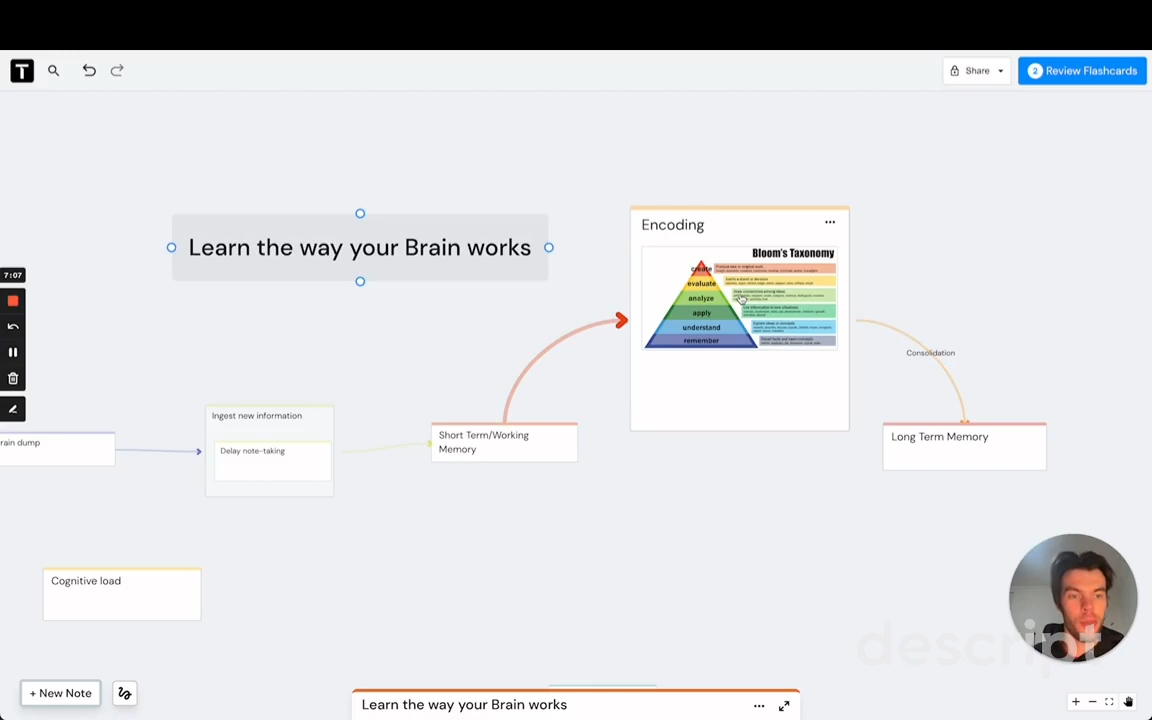 T
Share
2 Review Flashcards
Learn the way your Brain works
Encoding
Bloom's Taxonomy
create
evaluate
analyze
apply
understand
remember
7:07
Consolidation
Ingest new information
Delay note-taking
rain dump
Short Term/Working
Memory
Long Term Memory
Cognitive load
descript
+ New Note
Learn the way your Brain works